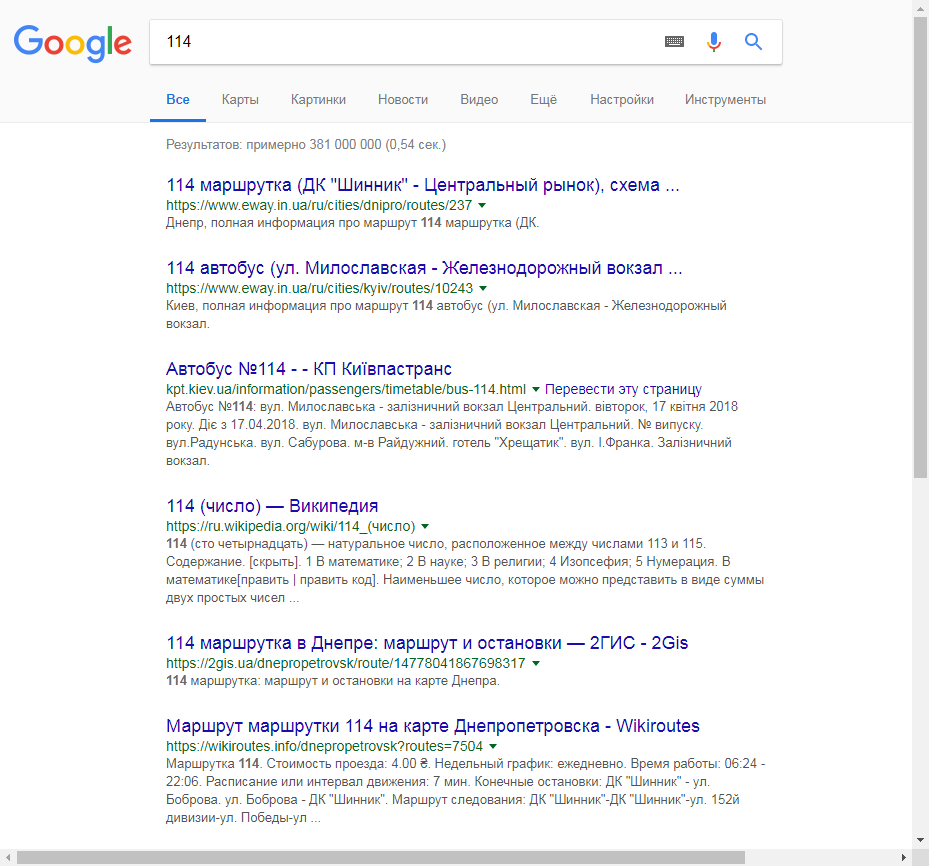 Google
114
Все Карты Картинки Новости Видео Ещё Настройки Инструменты
Результатов: примерно 381 000 000 (0,54 сек.)
114 маршрутка (ДК "Шинник" - Центральный рынок), схема ...
https://www.eway.in.ua/ru/cities/dnipro/routes/237
Днепр, полная информация про маршрут 114 маршрутка (ДК.
114 автобус (ул. Милославская - Железнодорожный вокзал ...
https://www.eway.in.ua/ru/cities/kyiv/routes/10243
Киев, полная информация про маршрут 114 автобус (ул. Милославская - Железнодорожный
вокзал.
Автобус №114 - - КП Київпастранс
kpt.kiev.ua/information/passengers/timetable/bus-114.html Перевести эту страницу
Автобус №114: вул. Милославська - залізничний вокзал Центральний. вівторок, 17 квітня 2018
року. Діє з 17.04.2018. вул. Милославська - залізничний вокзал Центральний. № випуску.
вул.Радунська. вул. Сабурова. м-в Райдужний. готель "Хрещатик". вул. І.Франка. Залізничний
вокзал.
114 (число) — Википедия
https://ru.wikipedia.org/wiki/114_(число)
114 (сто четырнадцать) — натуральное число, расположенное между числами 113 и 115.
Содержание. [скрыть]. 1 В математике; 2 В науке; 3 В религии; 4 Изопсефия; 5 Нумерация. В
математике[править | править код]. Наименьшее число, которое можно представить в виде суммы
двух простых чисел ...
114 маршрутка в Днепре: маршрут и остановки — 2ГИС - 2Gis
https://2gis.ua/dnepropetrovsk/route/14778041867698317
114 маршрутка: маршрут и остановки на карте Днепра.
Маршрут маршрутки 114 на карте Днепропетровска - Wikiroutes
https://wikiroutes.info/dnepropetrovsk?routes=7504
Маршрутка 114. Стоимость проезда: 4.00 ₴. Недельный график: ежедневно. Время работы: 06:24 -
22:06. Расписание или интервал движения: 7 мин. Конечные остановки: ДК "Шинник" - ул.
Боброва. ул. Боброва - ДК "Шинник". Маршрут следования: ДК "Шинник"-ДК "Шинник"-ул. 152й
дивизии-ул. Победы-ул ...